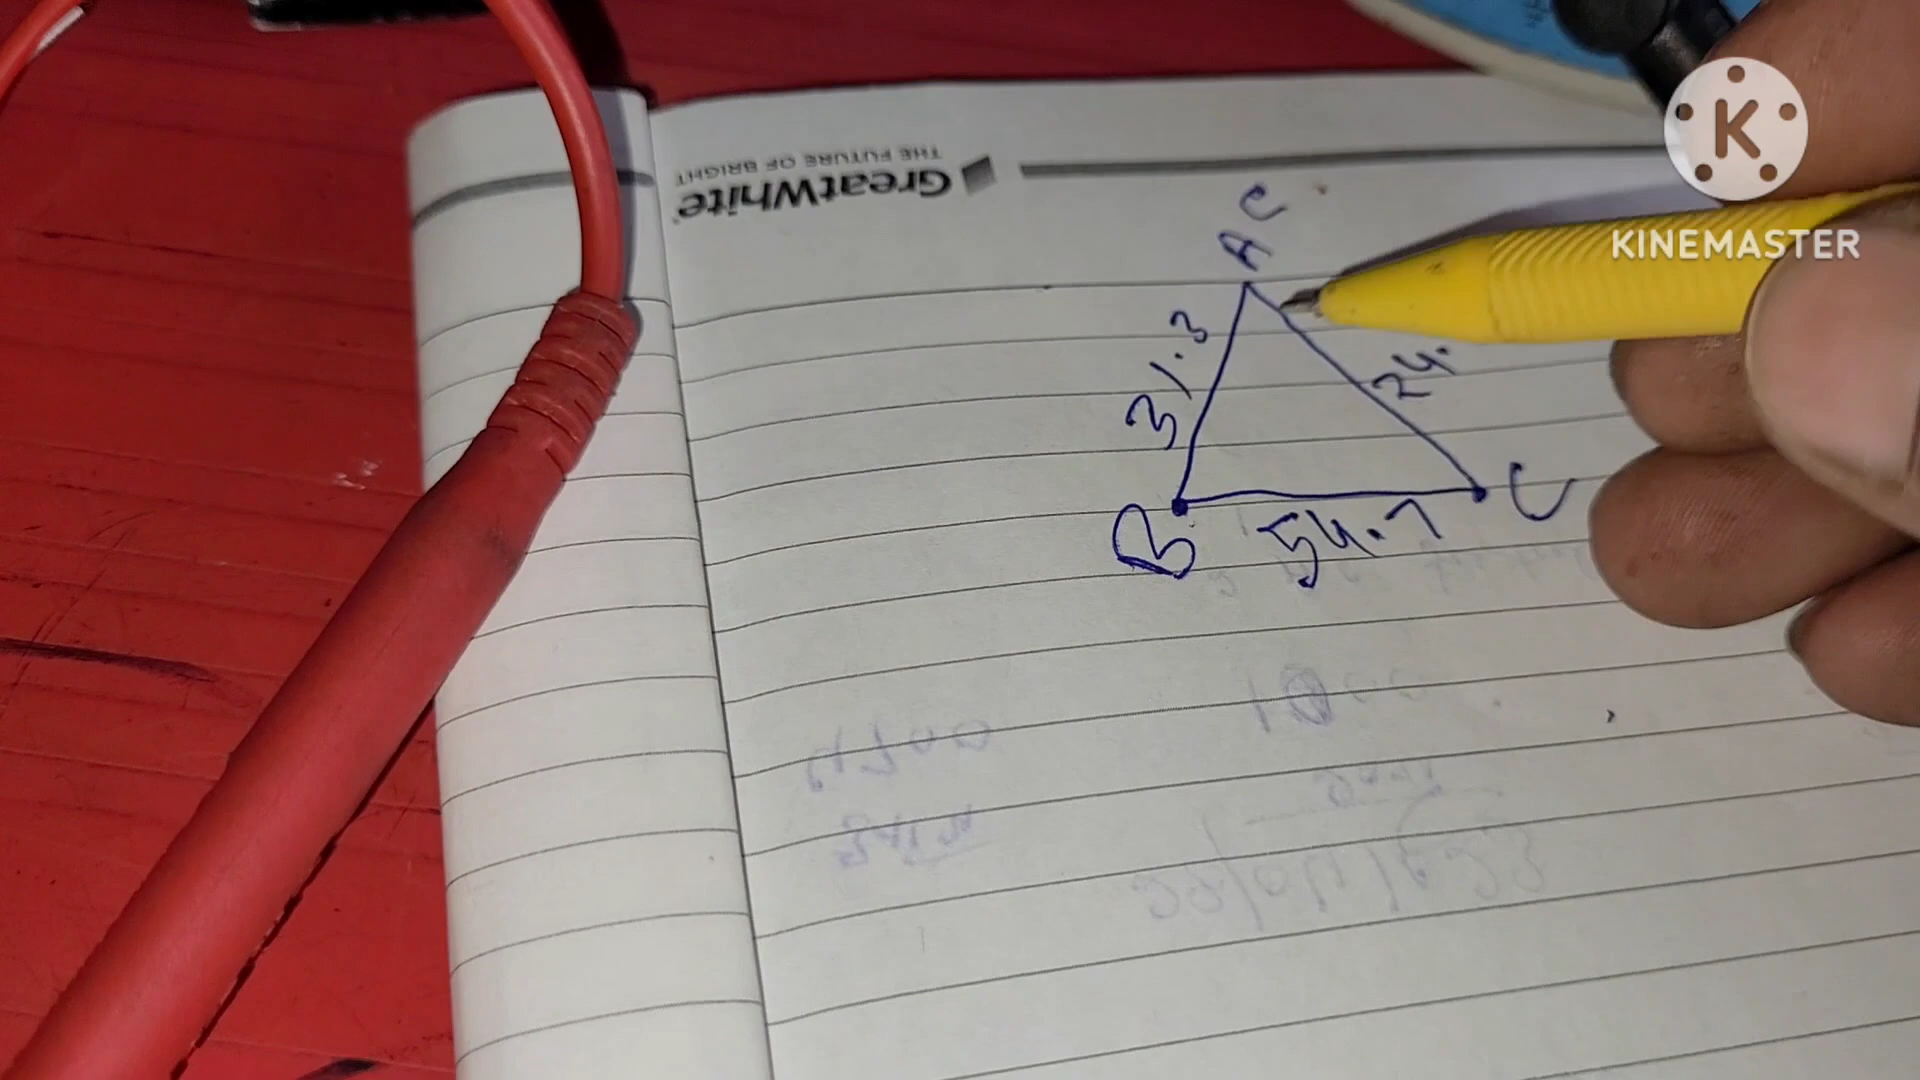 K
KINEMASTER
GreatWhite
THE FUTURE OF BRIGHT
A C
31.3
24.
B
54.7
C